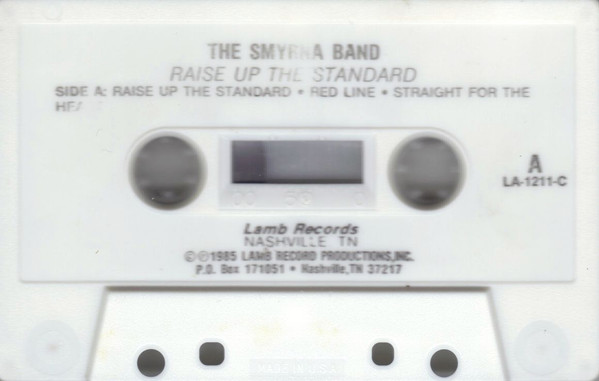 THE SMYRNA BAND
RAISE UP THE STANDARD
SIDE A: RAISE UP THE STANDARD • RED LINE • STRAIGHT FOR THE
A
LA-1211-C
Lamb Records
NASHVILLE TN
©℗1985 LAMB RECORD PRODUCTIONS,INC.
P.O. Box 171051 • Nashville,TN 37217